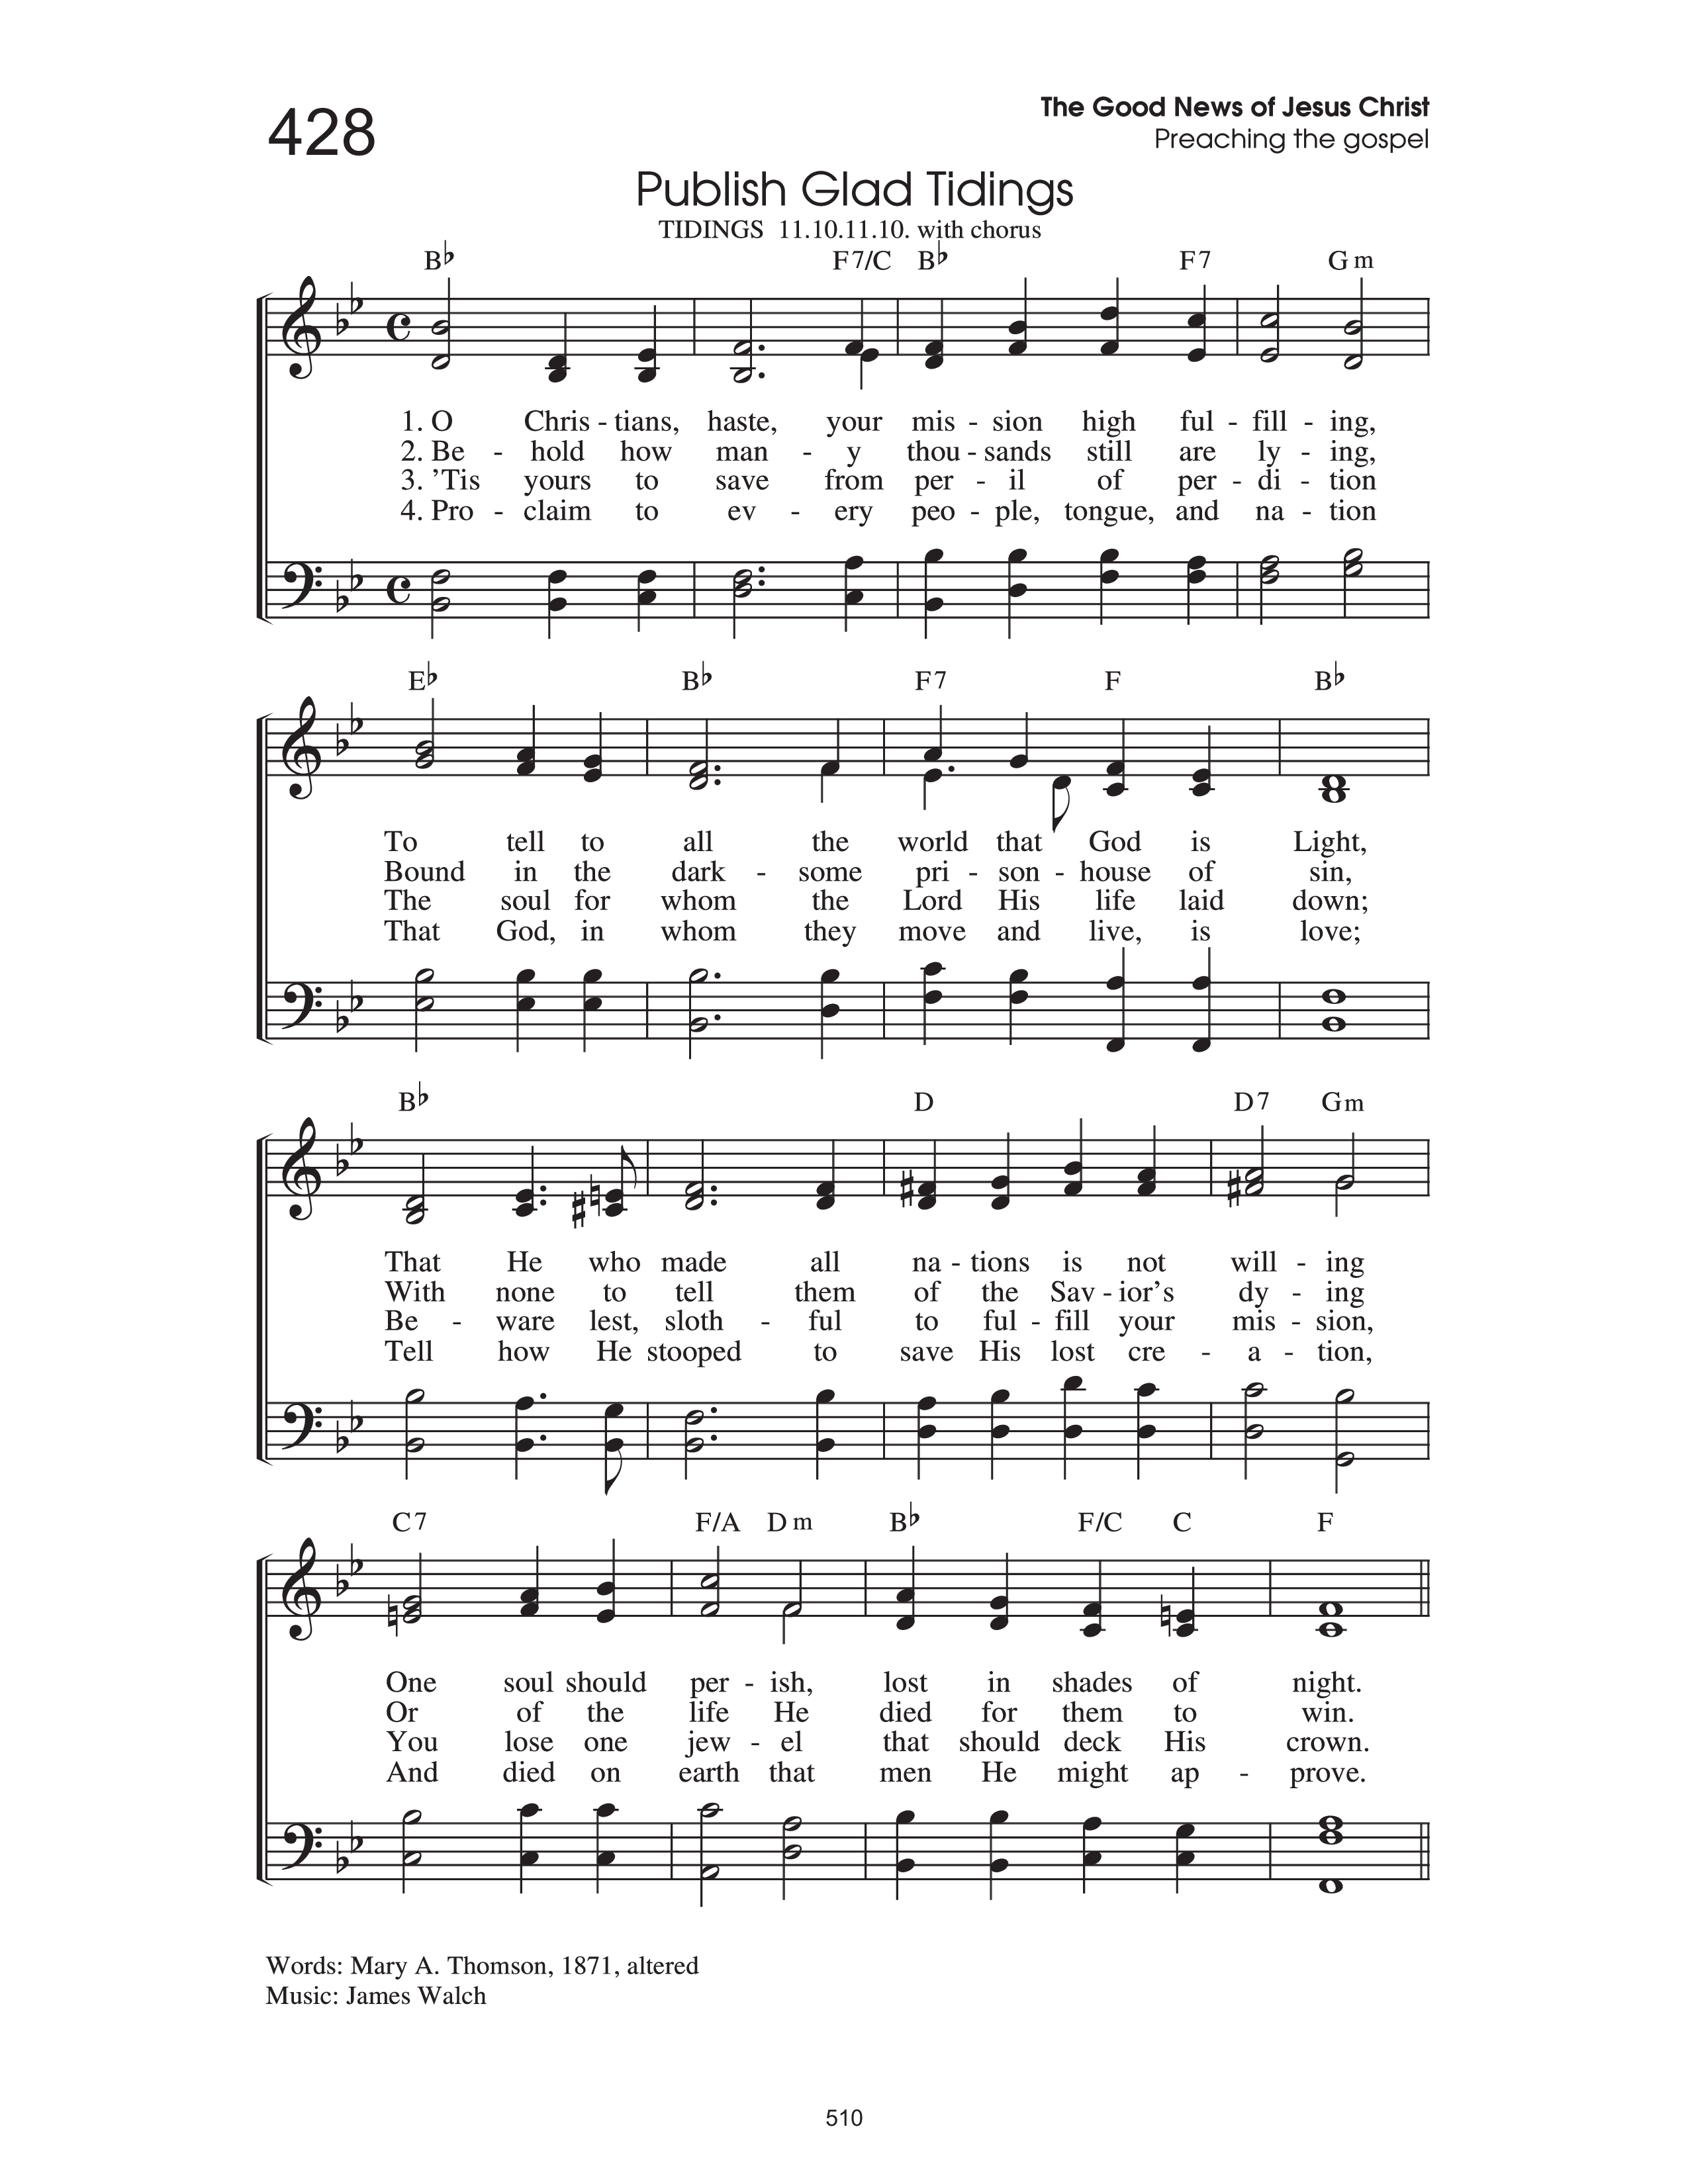 428
The Good News of Jesus Christ
Preaching the gospel
Publish Glad Tidings
TIDINGS 11.10.11.10. with chorus
B♭ F7/C B♭ F7 Gm
1. O Chris - tians, haste, your mis - sion high ful - fill - ing,
2. Be - hold how man - y thou - sands still are ly - ing,
3. ’Tis yours to save from per - il of per - di - tion
4. Pro - claim to ev - ery peo - ple, tongue, and na - tion
E♭ B♭ F7 F B♭
To tell to all the world that God is Light,
Bound in the dark - some pri - son - house of sin,
The soul for whom the Lord His life laid down;
That God, in whom they move and live, is love;
B♭ D D7 Gm
That He who made all na - tions is not will - ing
With none to tell them of the Sav - ior’s dy - ing
Be - ware lest, sloth - ful to ful - fill your mis - sion,
Tell how He stooped to save His lost cre - a - tion,
C7 F/A Dm B♭ F/C C F
One soul should per - ish, lost in shades of night.
Or of the life He died for them to win.
You lose one jew - el that should deck His crown.
And died on earth that men He might ap - prove.
Words: Mary A. Thomson, 1871, altered
Music: James Walch
510